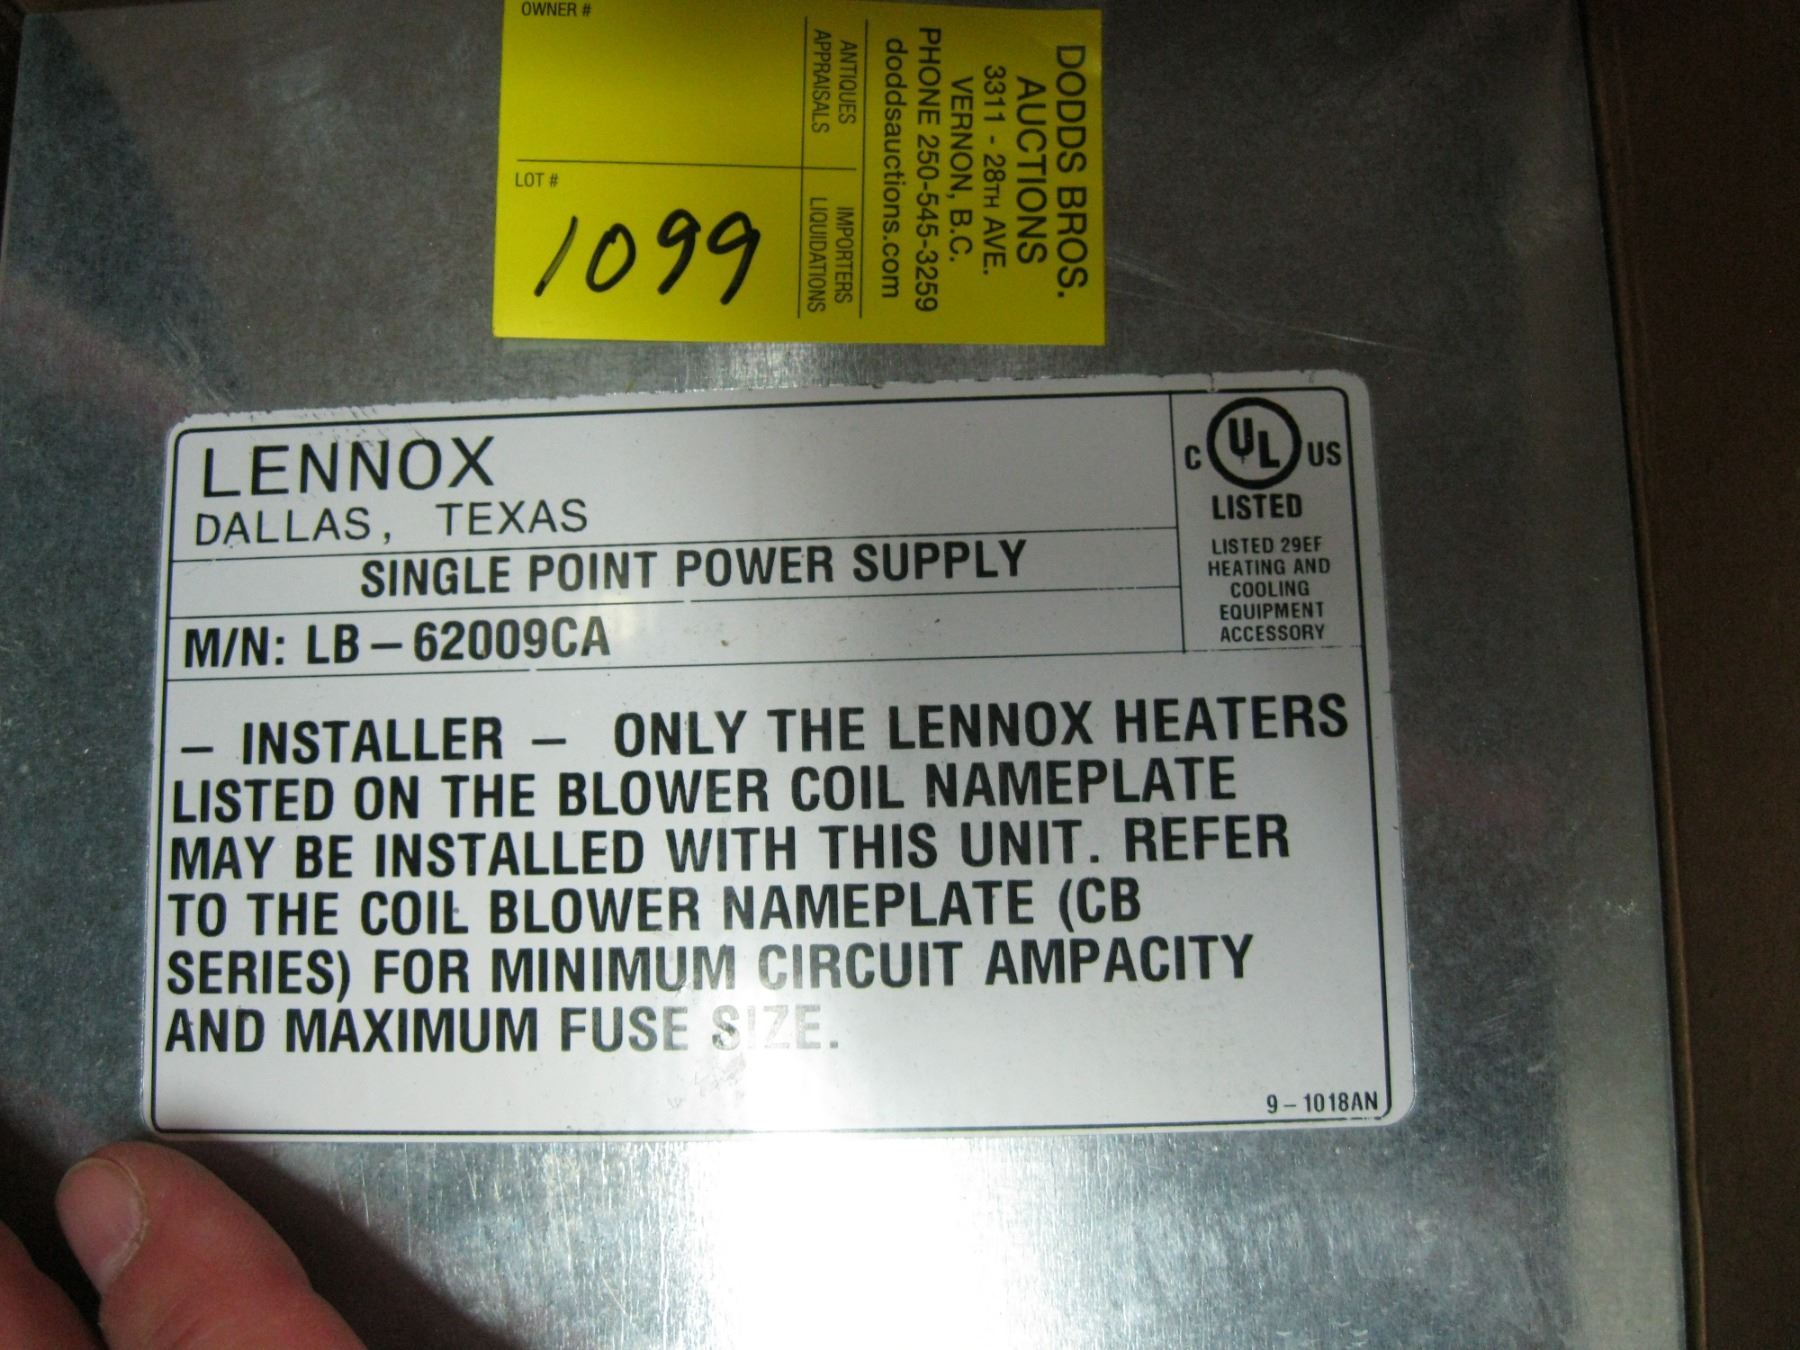 OWNER #
LOT #
1099
ANTIQUES IMPORTERS
APPRAISALS LIQUIDATIONS
DODDS BROS.
AUCTIONS
3311 - 28TH AVE.
VERNON, B.C.
PHONE 250-545-3259
doddsauctions.com
LENNOX
DALLAS, TEXAS
SINGLE POINT POWER SUPPLY
M/N: LB – 62009CA
C UL US
LISTED
LISTED 29EF
HEATING AND
COOLING
EQUIPMENT
ACCESSORY
– INSTALLER – ONLY THE LENNOX HEATERS
LISTED ON THE BLOWER COIL NAMEPLATE
MAY BE INSTALLED WITH THIS UNIT. REFER
TO THE COIL BLOWER NAMEPLATE (CB
SERIES) FOR MINIMUM CIRCUIT AMPACITY
AND MAXIMUM FUSE SIZE.
9 – 1018AN